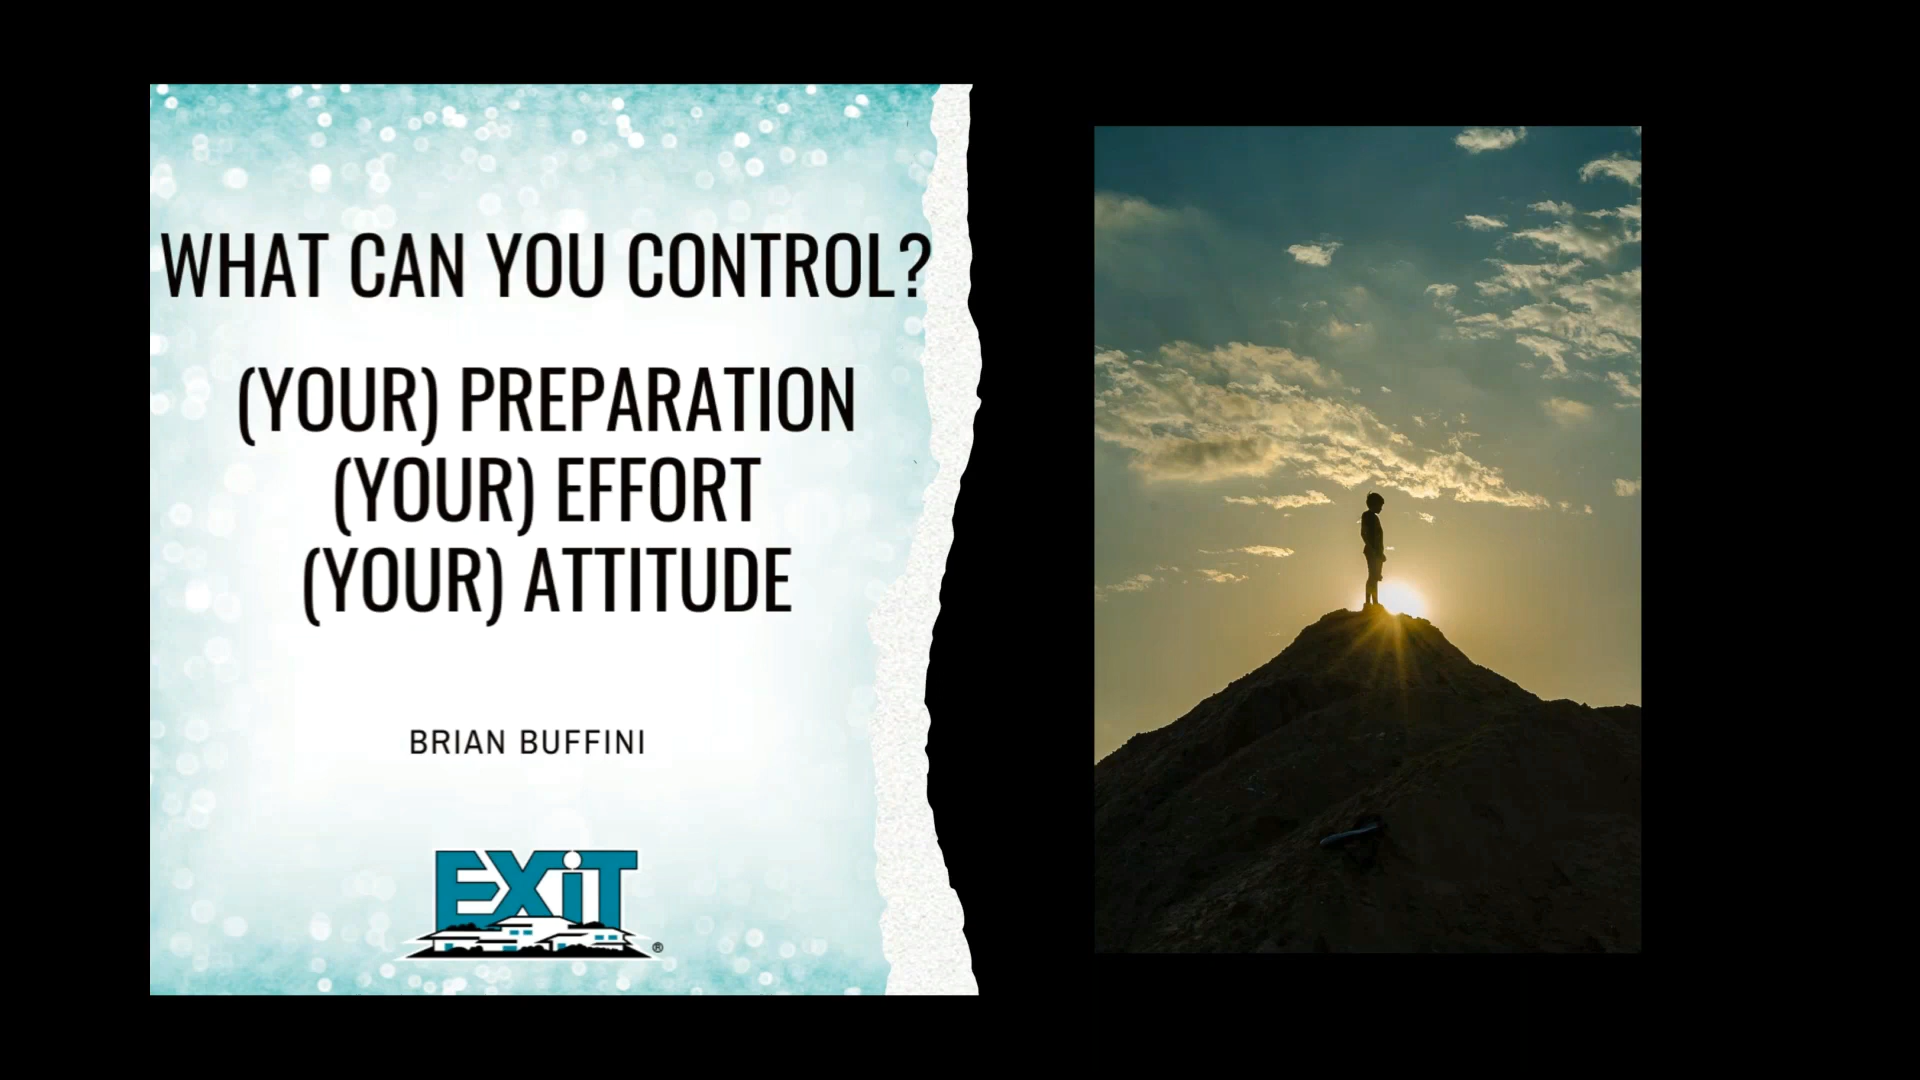 WHAT CAN YOU CONTROL?
(YOUR) PREPARATION
(YOUR) EFFORT
(YOUR) ATTITUDE
BRIAN BUFFINI
EXiT
®